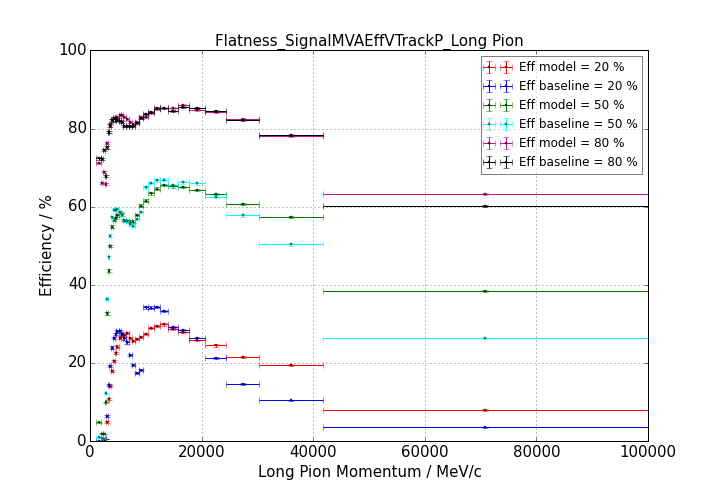 Flatness_SignalMVAEffVTrackP_Long Pion
100
80
60
40
20
0
Efficiency / %
Eff model = 20 %
Eff baseline = 20 %
Eff model = 50 %
Eff baseline = 50 %
Eff model = 80 %
Eff baseline = 80 %
0 20000 40000 60000 80000 100000
Long Pion Momentum / MeV/c